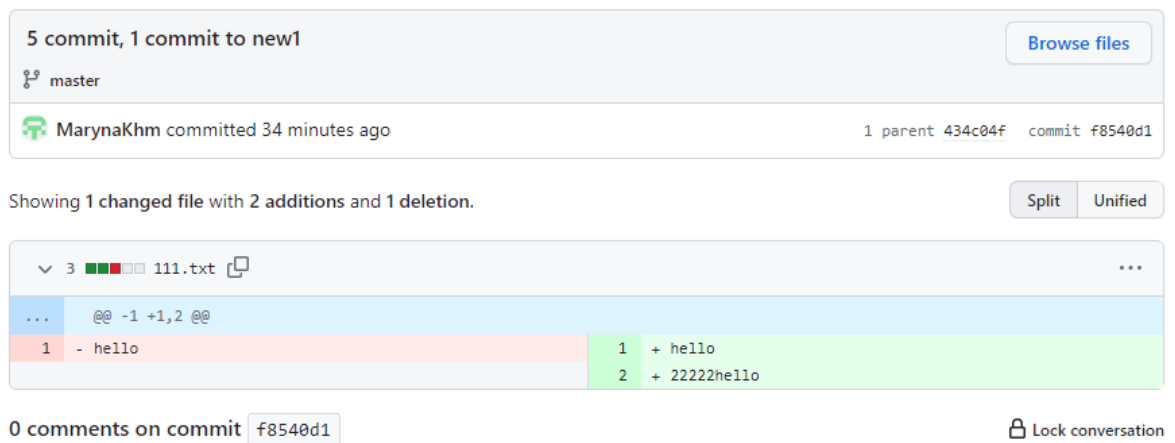 5 commit, 1 commit to new1
Browse files
master
MarynaKhm committed 34 minutes ago
1 parent 434c04f commit f8540d1
Showing 1 changed file with 2 additions and 1 deletion.
Split Unified
3 111.txt
...
... @@ -1 +1,2 @@
1 - hello 1 + hello
2 + 22222hello
0 comments on commit f8540d1
Lock conversation